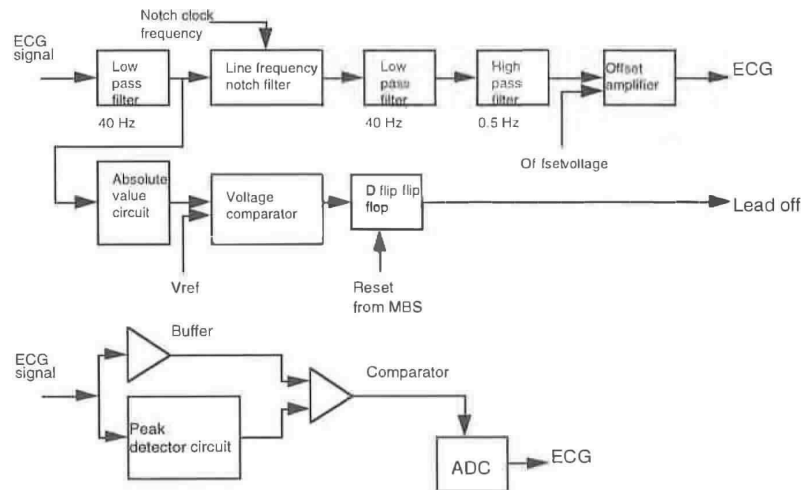 Notch clock
frequency
ECG
signal
Low
pass
filter
Line frequency
notch filter
Low
pass
filter
High
pass
filter
Offset
amplifier
ECG
40 Hz
40 Hz
0.5 Hz
Of fsetvoltage
Absolute
value
circuit
Voltage
comparator
D flip flip
flop
Lead off
Vref
Reset
from MBS
Buffer
ECG
signal
Comparator
Peak
detector circuit
ADC
ECG